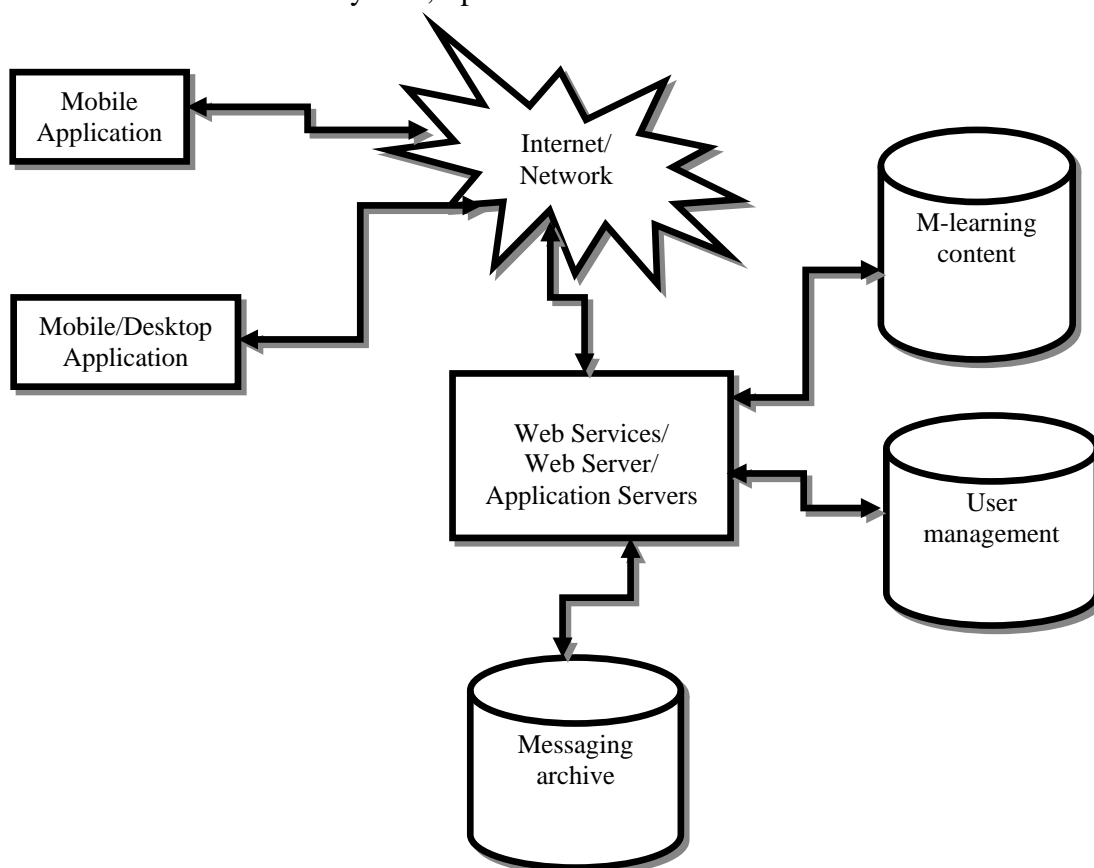 Mobile
Application
Internet/
Network
M-learning
content
Mobile/Desktop
Application
Web Services/
Web Server/
Application Servers
User
management
Messaging
archive